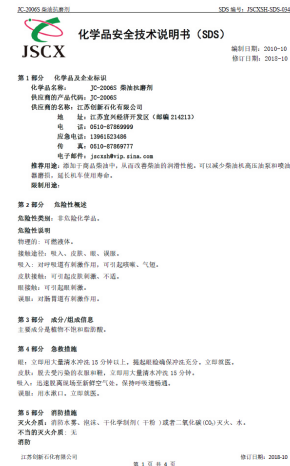 JC-2006S 柴油抗磨剂 SDS 编号：JSCXSH-SDS-034
JSCX
化学品安全技术说明书（SDS）
编制日期：2010-10
修订日期：2018-10
第 1 部分 化学品及企业标识
化学品名称： JC-2006S 柴油抗磨剂
供应商的产品代码：JC-2006S
供应商的名称：江苏创新石化有限公司
地 址：江苏宜兴经济开发区（邮编 214213）
电 话：0510-87869999
应急电话：13961523486
传 真：0510-87869777
电子邮件：jscxsh@vip.sina.com
推荐用途：添加于商品柴油中，从而改善柴油的润滑性能。可以减少柴油机高压油泵和喷油
器磨损，延长机车使用寿命。
限制用途：
第 2 部分 危险性概述
危险性类别：非危险化学品。
危险性说明
物理的：可燃液体。
接触途径：吸入、皮肤、眼、误服。
吸入：对呼吸道有刺激作用，可引起咳嗽、气短。
皮肤接触：可引起皮肤刺激、不适。
眼接触：可引起眼刺激。
误服：对肠胃道有刺激作用。
第 3 部分 成分/组成信息
主要成分是植物不饱和脂肪酸。
第 4 部分 急救措施
眼：立即用大量清水冲洗 15 分钟以上，提起眼睑确保冲洗充分。立即就医。
皮肤：脱去受污染的衣服和鞋，立即用大量清水冲洗 15 分钟。
吸入：迅速脱离现场至新鲜空气处。保持呼吸道畅通。
误服：用水漱口。立即就医。
第 5 部分 消防措施
灭火介质：消防水雾、泡沫、干化学制剂（干粉）或者二氧化碳（CO₂）灭火、水。
不当的灭火介质：无
消防
江苏创新石化有限公司 修订日期：2018-10
第 1 页 共 4 页